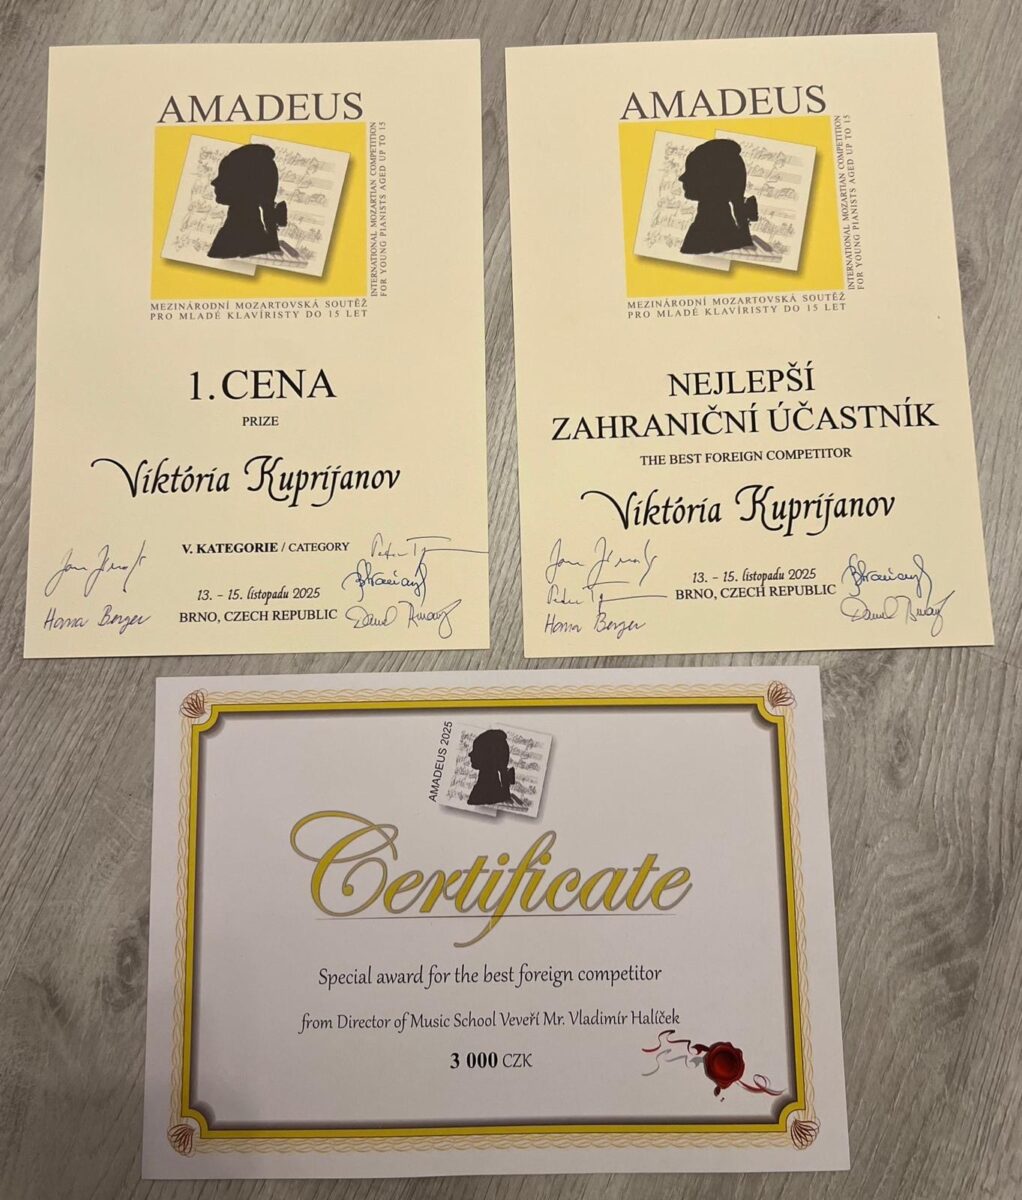 AMADEUS
INTERNATIONAL MOZARTIAN COMPETITION
FOR YOUNG PIANISTS AGED UP TO 15
MEZINÁRODNÍ MOZARTOVSKÁ SOUTĚŽ
PRO MLADÉ KLAVÍRISTY DO 15 LET
1. CENA
PRIZE
Viktória Kuprijanov
V. KATEGORIE / CATEGORY
13. – 15. listopadu 2025
BRNO, CZECH REPUBLIC
Hana Berger
AMADEUS
INTERNATIONAL MOZARTIAN COMPETITION
FOR YOUNG PIANISTS AGED UP TO 15
MEZINÁRODNÍ MOZARTOVSKÁ SOUTĚŽ
PRO MLADÉ KLAVÍRISTY DO 15 LET
NEJLEPŠÍ
ZAHRANIČNÍ ÚČASTNÍK
THE BEST FOREIGN COMPETITOR
Viktória Kuprijanov
13. – 15. listopadu 2025
BRNO, CZECH REPUBLIC
Hana Berger
AMADEUS 2025
Certificate
Special award for the best foreign competitor
from Director of Music School Veveří Mr. Vladimír Halíček
3 000 CZK